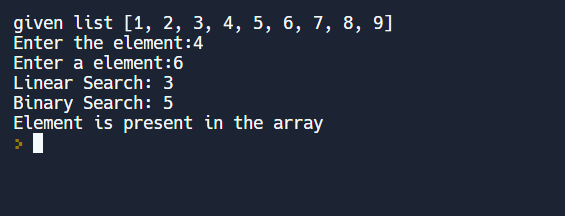 given list [1, 2, 3, 4, 5, 6, 7, 8, 9]
Enter the element:4
Enter a element:6
Linear Search: 3
Binary Search: 5
Element is present in the array
>